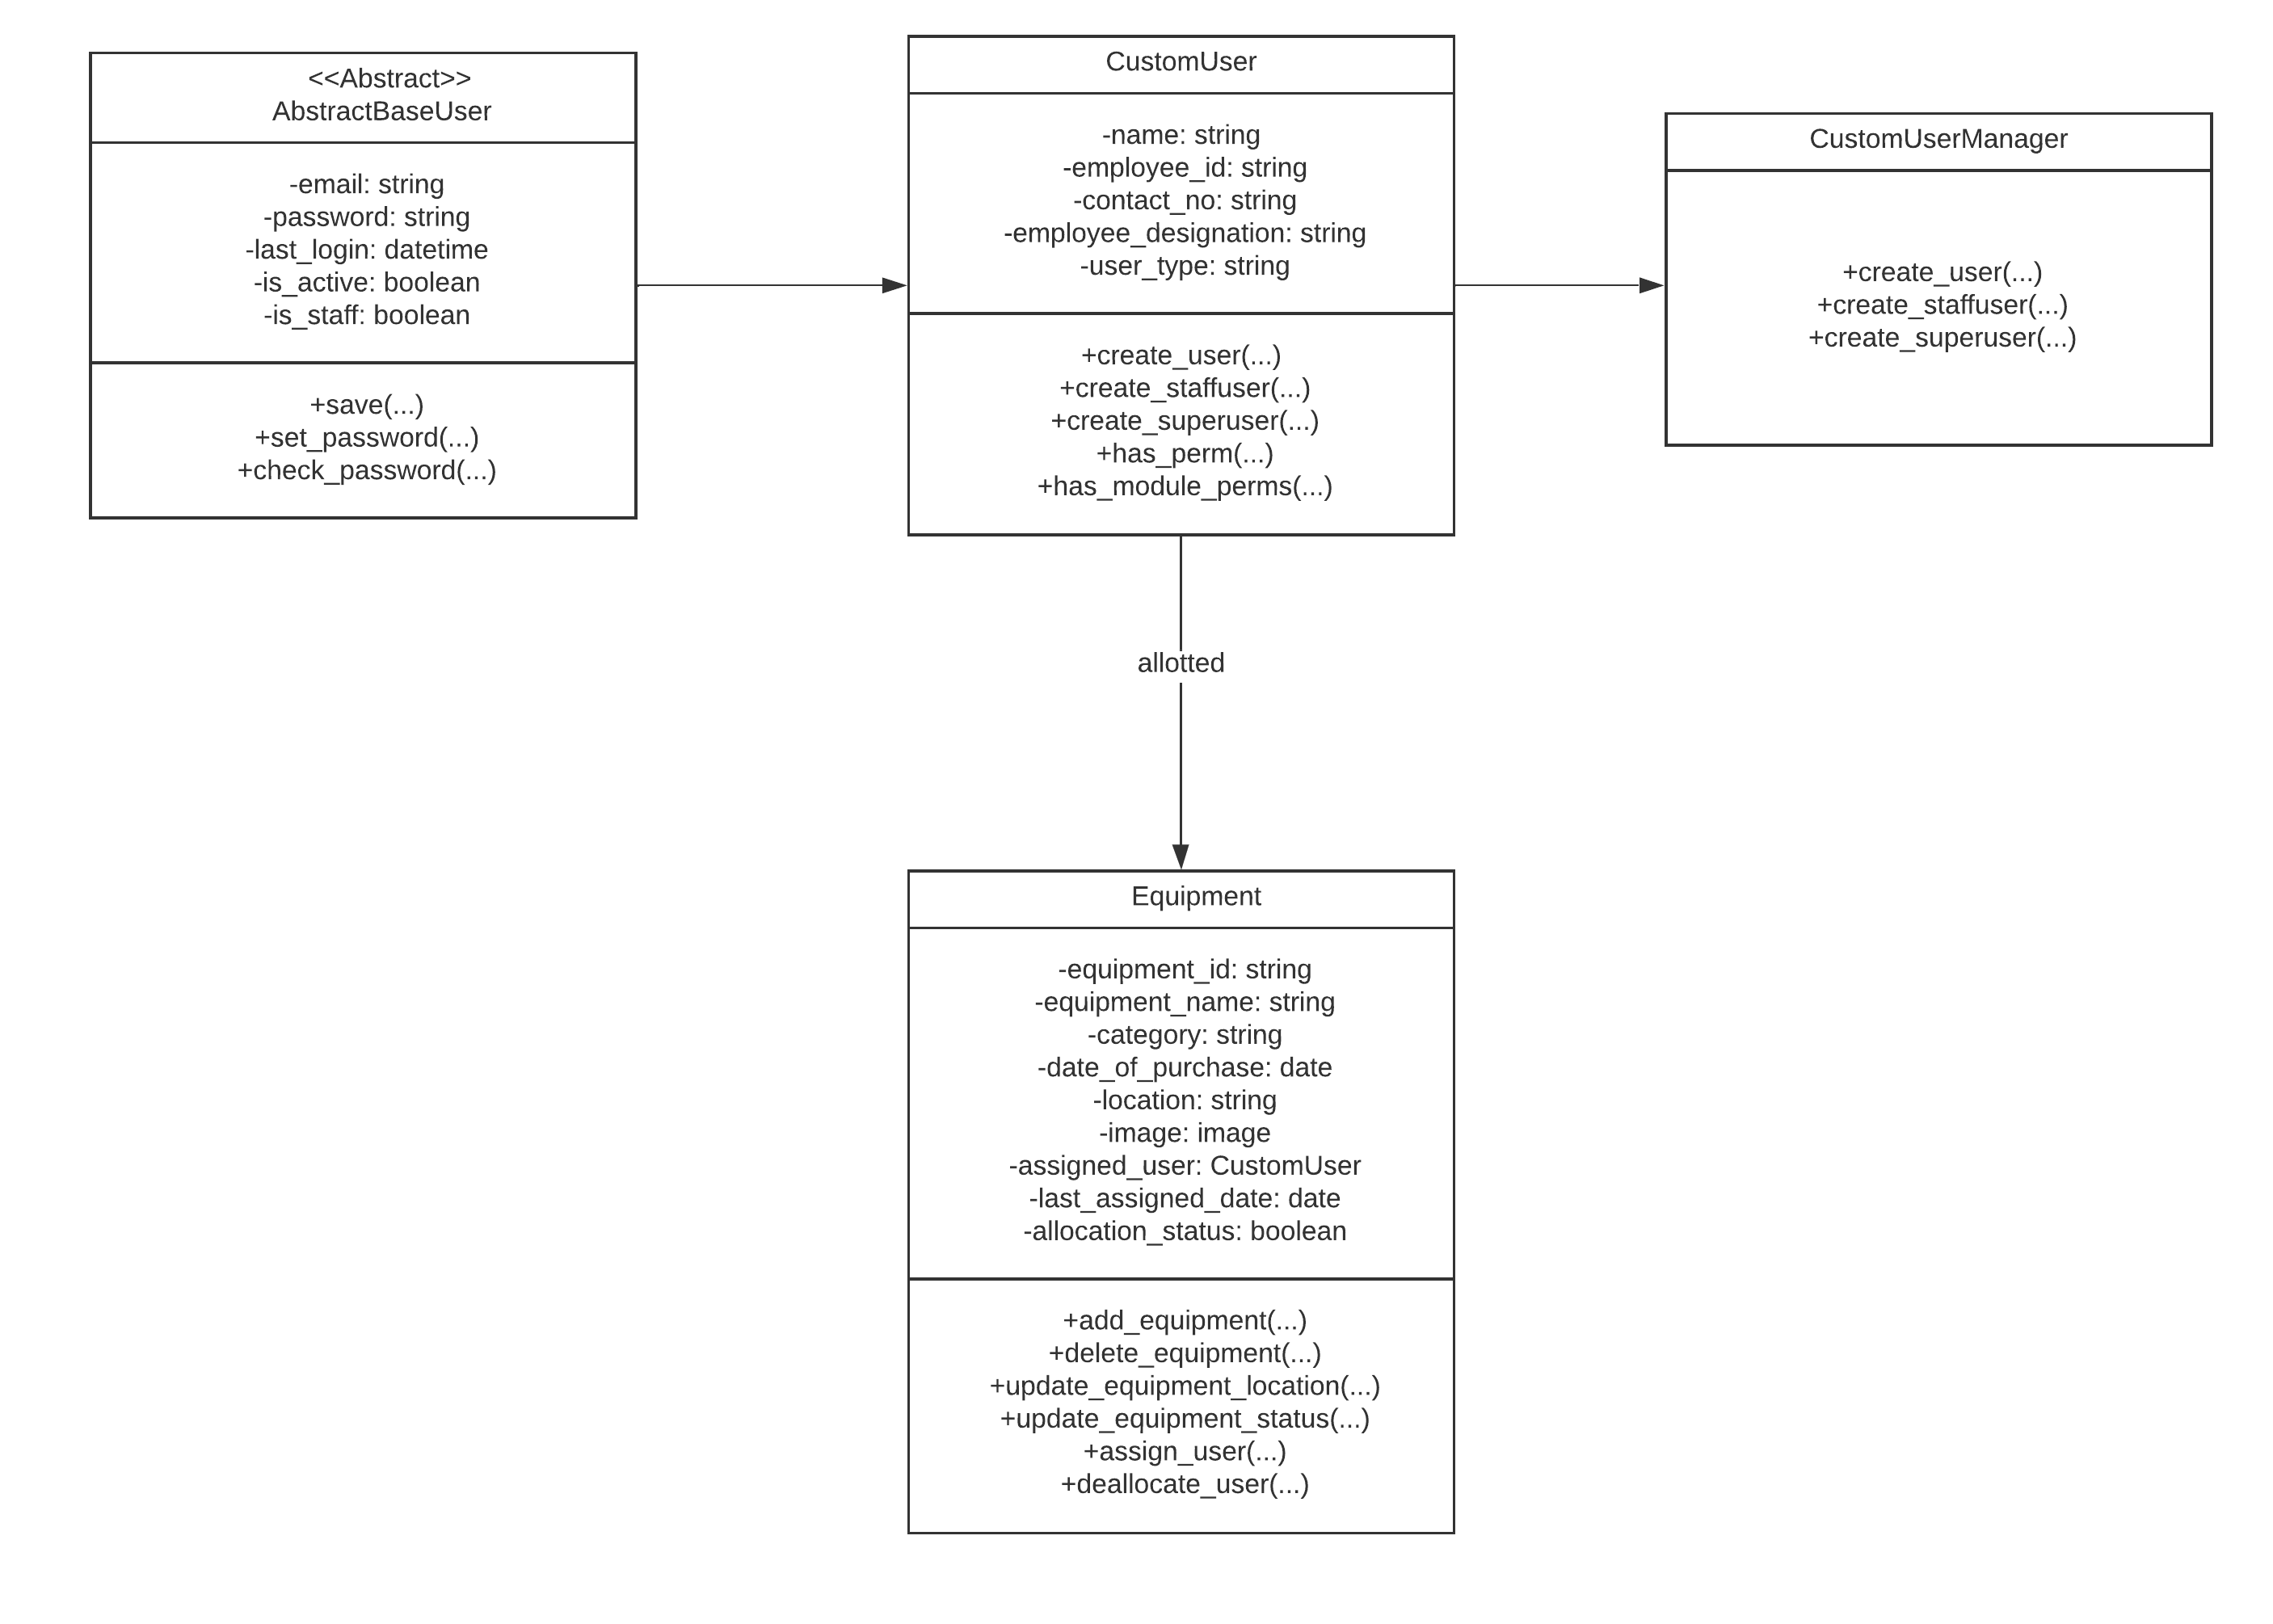 <<Abstract>>
AbstractBaseUser
-email: string
-password: string
-last_login: datetime
-is_active: boolean
-is_staff: boolean
+save(...)
+set_password(...)
+check_password(...)
CustomUser
-name: string
-employee_id: string
-contact_no: string
-employee_designation: string
-user_type: string
+create_user(...)
+create_staffuser(...)
+create_superuser(...)
+has_perm(...)
+has_module_perms(...)
CustomUserManager
+create_user(...)
+create_staffuser(...)
+create_superuser(...)
allotted
Equipment
-equipment_id: string
-equipment_name: string
-category: string
-date_of_purchase: date
-location: string
-image: image
-assigned_user: CustomUser
-last_assigned_date: date
-allocation_status: boolean
+add_equipment(...)
+delete_equipment(...)
+update_equipment_location(...)
+update_equipment_status(...)
+assign_user(...)
+deallocate_user(...)